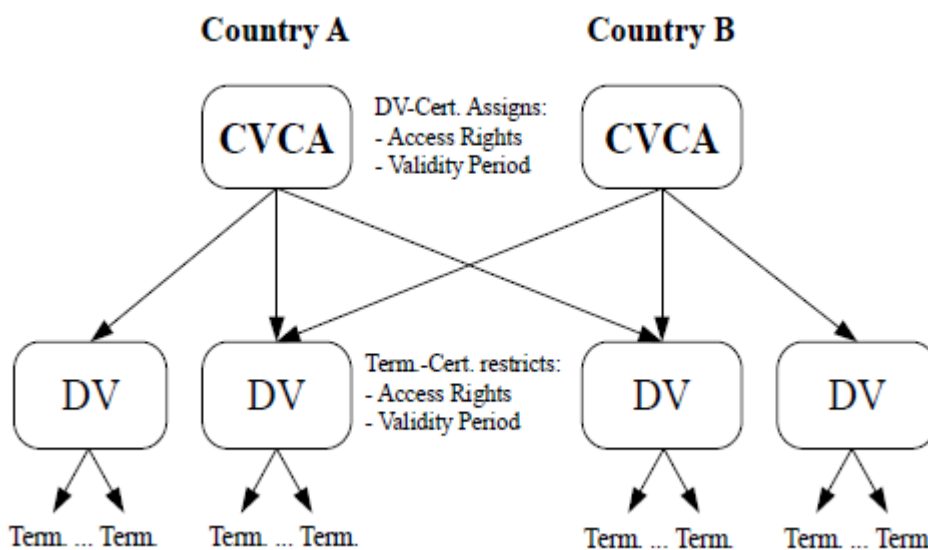 Country A
Country B
CVCA
DV-Cert. Assigns:
- Access Rights
- Validity Period
CVCA
DV
DV
Term.-Cert. restricts:
- Access Rights
- Validity Period
DV
DV
Term. ... Term.
Term. ... Term.
Term. ... Term.
Term. ... Term